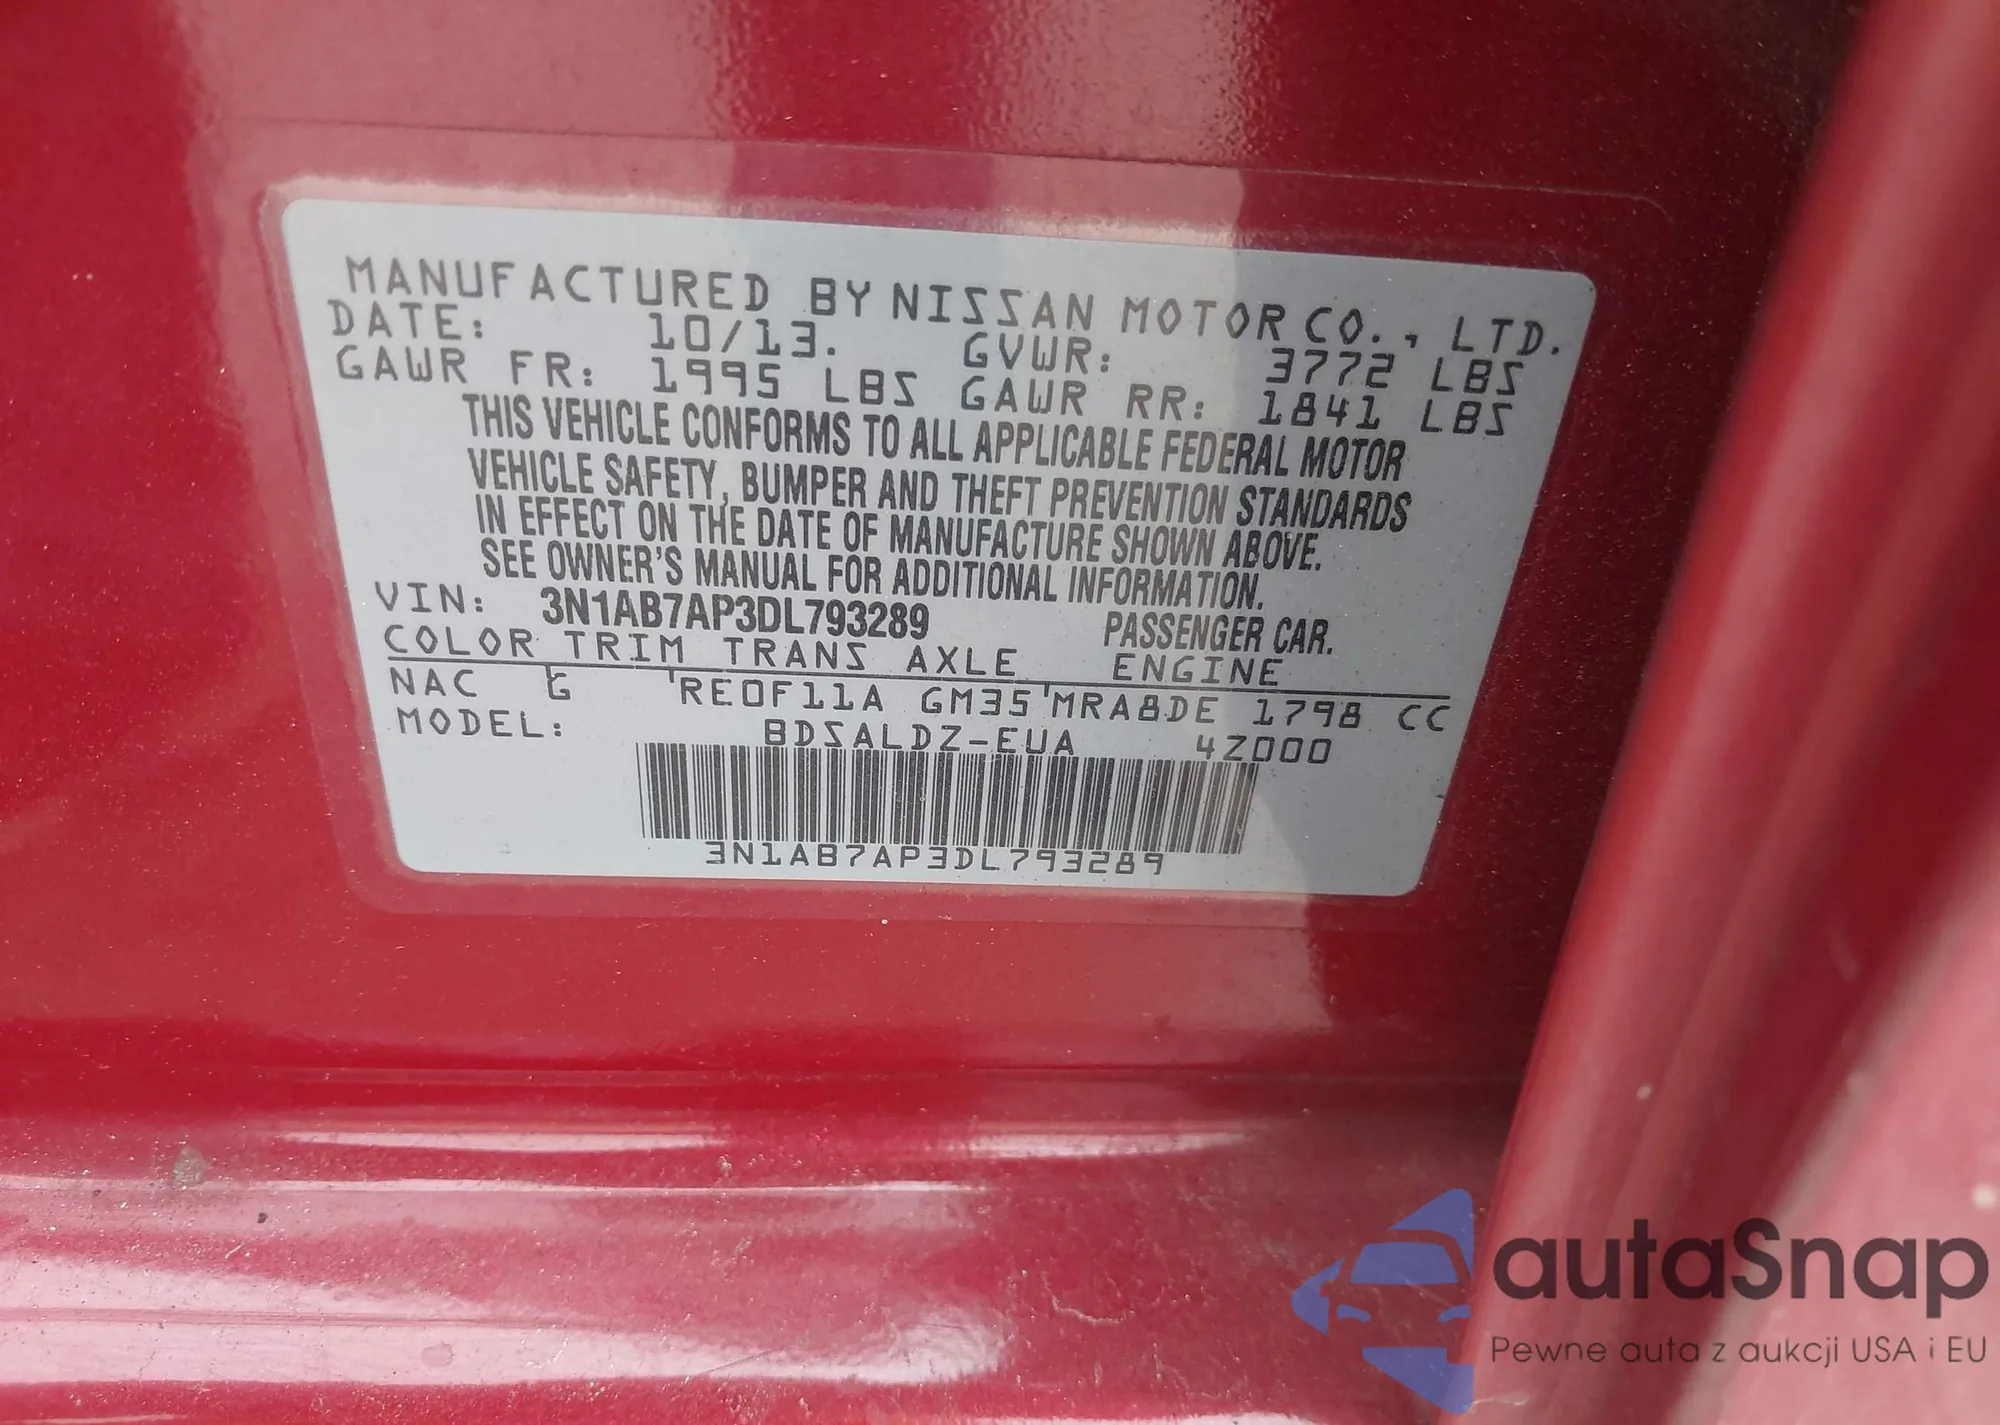 MANUFACTURED BY NISSAN MOTOR CO., LTD.
DATE: 10/13. GVWR: 3772 LBS
GAWR FR: 1995 LBS GAWR RR: 1841 LBS
THIS VEHICLE CONFORMS TO ALL APPLICABLE FEDERAL MOTOR
VEHICLE SAFETY, BUMPER AND THEFT PREVENTION STANDARDS
IN EFFECT ON THE DATE OF MANUFACTURE SHOWN ABOVE.
SEE OWNER'S MANUAL FOR ADDITIONAL INFORMATION.
VIN: 3N1AB7AP3DL793289 PASSENGER CAR.
COLOR TRIM TRANS AXLE ENGINE
NAC G RE0F11A GM35 MRA8DE 1798 CC
MODEL: BDSALDZ-EUA 4Z000
3N1AB7AP3DL793289
autaSnap
Pewne auta z aukcji USA i EU